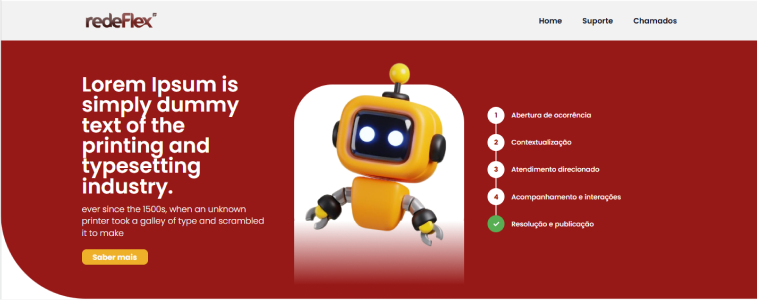 redeFlex
Home Suporte Chamados
Lorem Ipsum is
simply dummy
text of the
printing and
typesetting
industry.
ever since the 1500s, when an unknown
printer took a galley of type and scrambled
it to make
Saber mais
1 Abertura de ocorrência
2 Contextualização
3 Atendimento direcionado
4 Acompanhamento e interações
Resolução e publicação